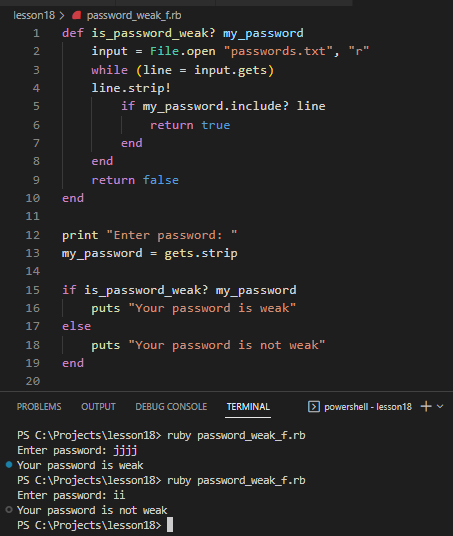 lesson18 > password_weak_f.rb
1 def is_password_weak? my_password
2     input = File.open "passwords.txt", "r"
3     while (line = input.gets)
4     line.strip!
5         if my_password.include? line
6             return true
7         end
8     end
9     return false
10 end
11
12 print "Enter password: "
13 my_password = gets.strip
14
15 if is_password_weak? my_password
16     puts "Your password is weak"
17 else
18     puts "Your password is not weak"
19 end
20
PROBLEMS OUTPUT DEBUG CONSOLE TERMINAL powershell - lesson18
PS C:\Projects\lesson18> ruby password_weak_f.rb
Enter password: jjjj
Your password is weak
PS C:\Projects\lesson18> ruby password_weak_f.rb
Enter password: ii
Your password is not weak
PS C:\Projects\lesson18>